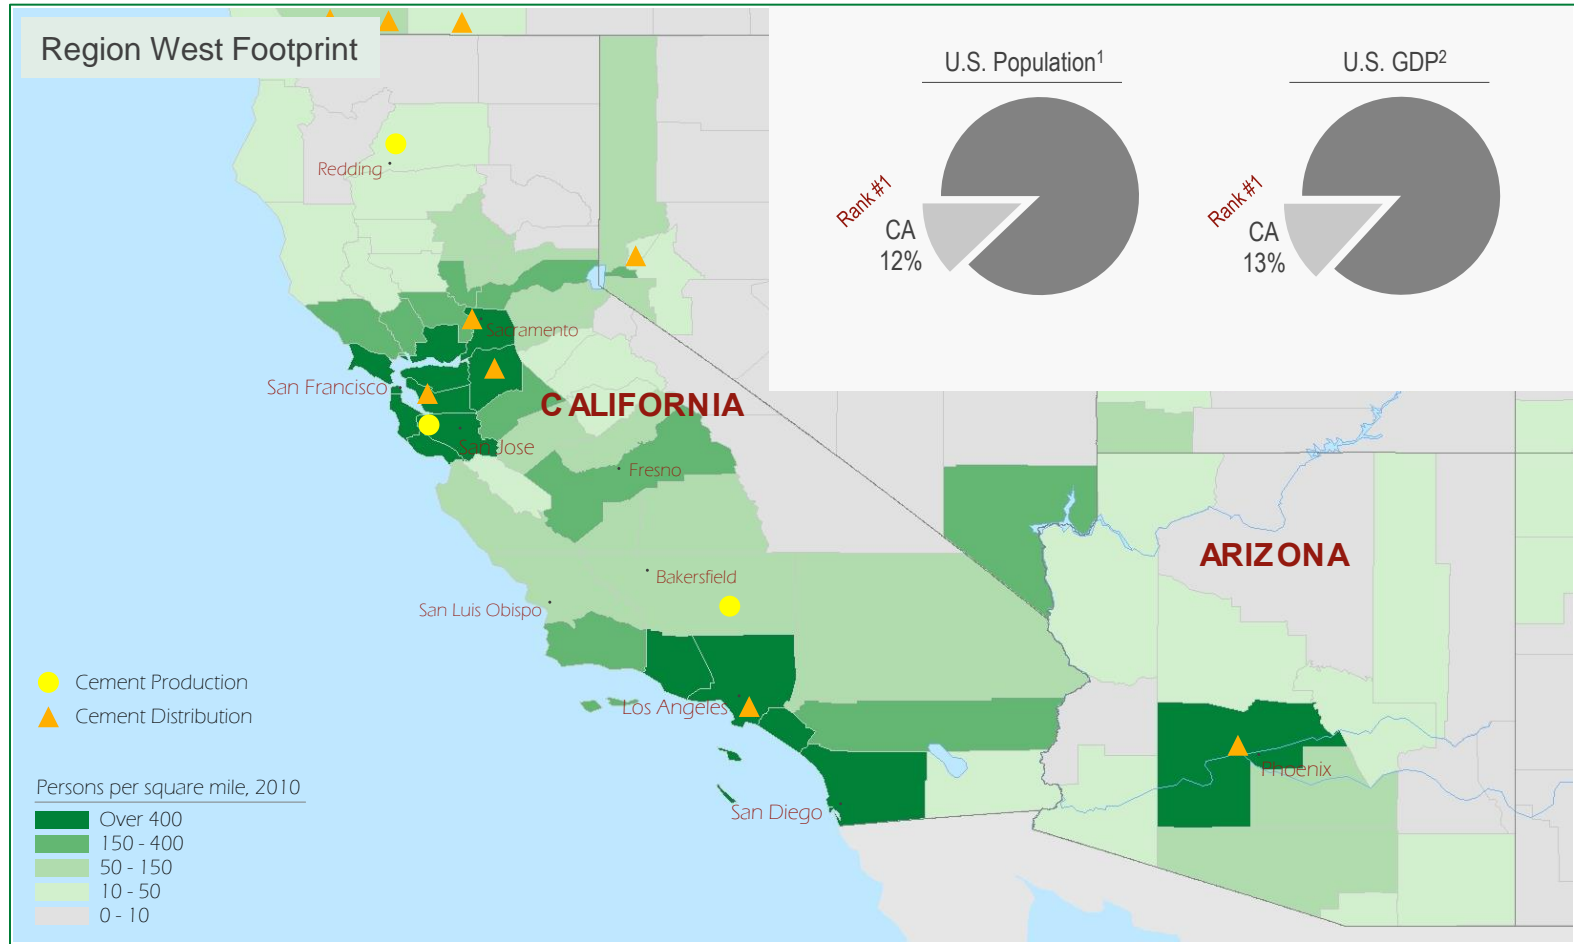 Region West Footprint
U.S. Population¹
U.S. GDP²
Rank #1
CA
12%
Rank #1
CA
13%
Redding
Sacramento
San Francisco
CALIFORNIA
San Jose
Fresno
ARIZONA
Bakersfield
San Luis Obispo
Cement Production
Cement Distribution
Los Angeles
Phoenix
San Diego
Persons per square mile, 2010
Over 400
150 - 400
50 - 150
10 - 50
0 - 10